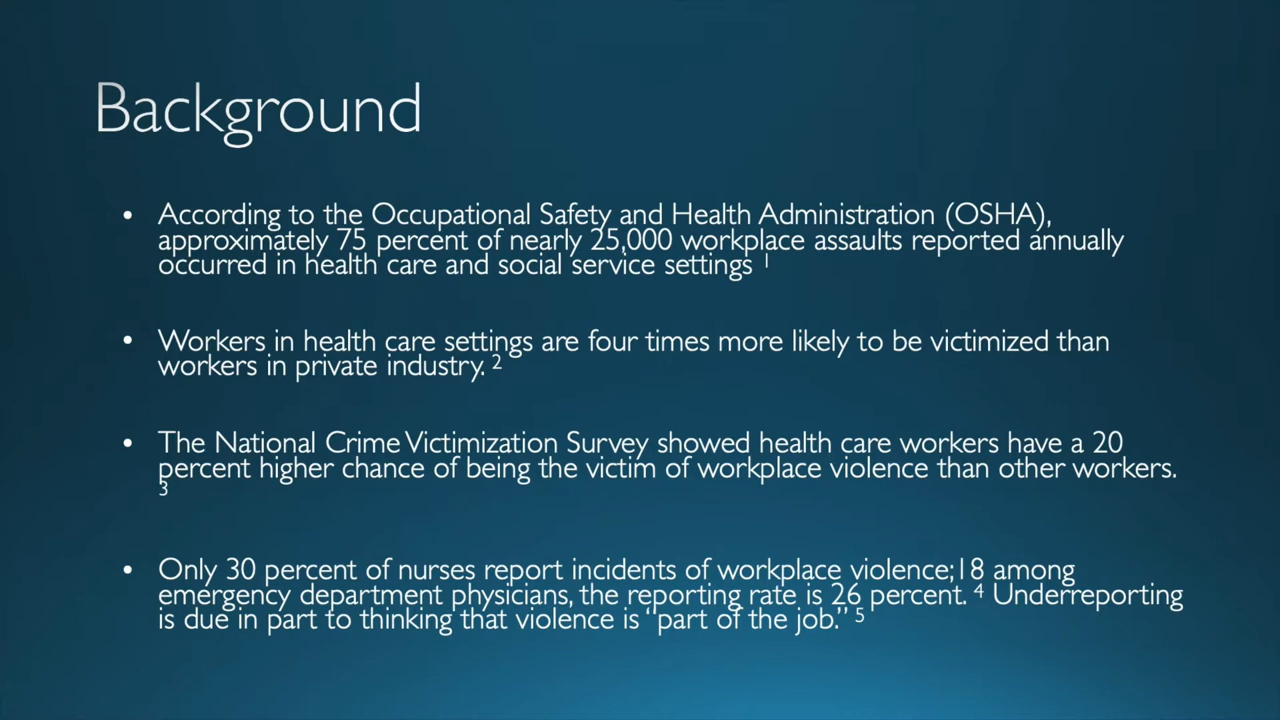 Background
• According to the Occupational Safety and Health Administration (OSHA),
approximately 75 percent of nearly 25,000 workplace assaults reported annually
occurred in health care and social service settings 1
• Workers in health care settings are four times more likely to be victimized than
workers in private industry. 2
• The National Crime Victimization Survey showed health care workers have a 20
percent higher chance of being the victim of workplace violence than other workers.
3
• Only 30 percent of nurses report incidents of workplace violence;18 among
emergency department physicians, the reporting rate is 26 percent. 4 Underreporting
is due in part to thinking that violence is “part of the job.” 5